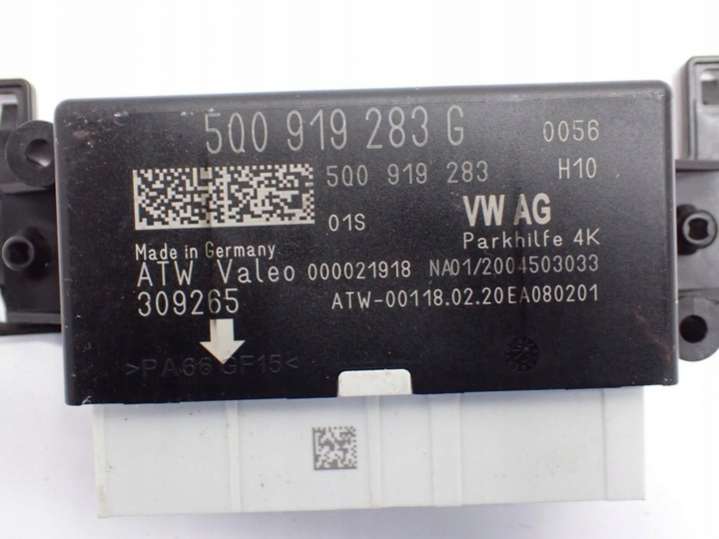 5Q0 919 283 G 0056
5Q0 919 283 H10
01S VW AG
Parkhilfe 4K
Made in Germany
ATW Valeo 000021918 NA01/2004503033
309265 ATW-00118.02.20EA080201
>PA66 GF15<